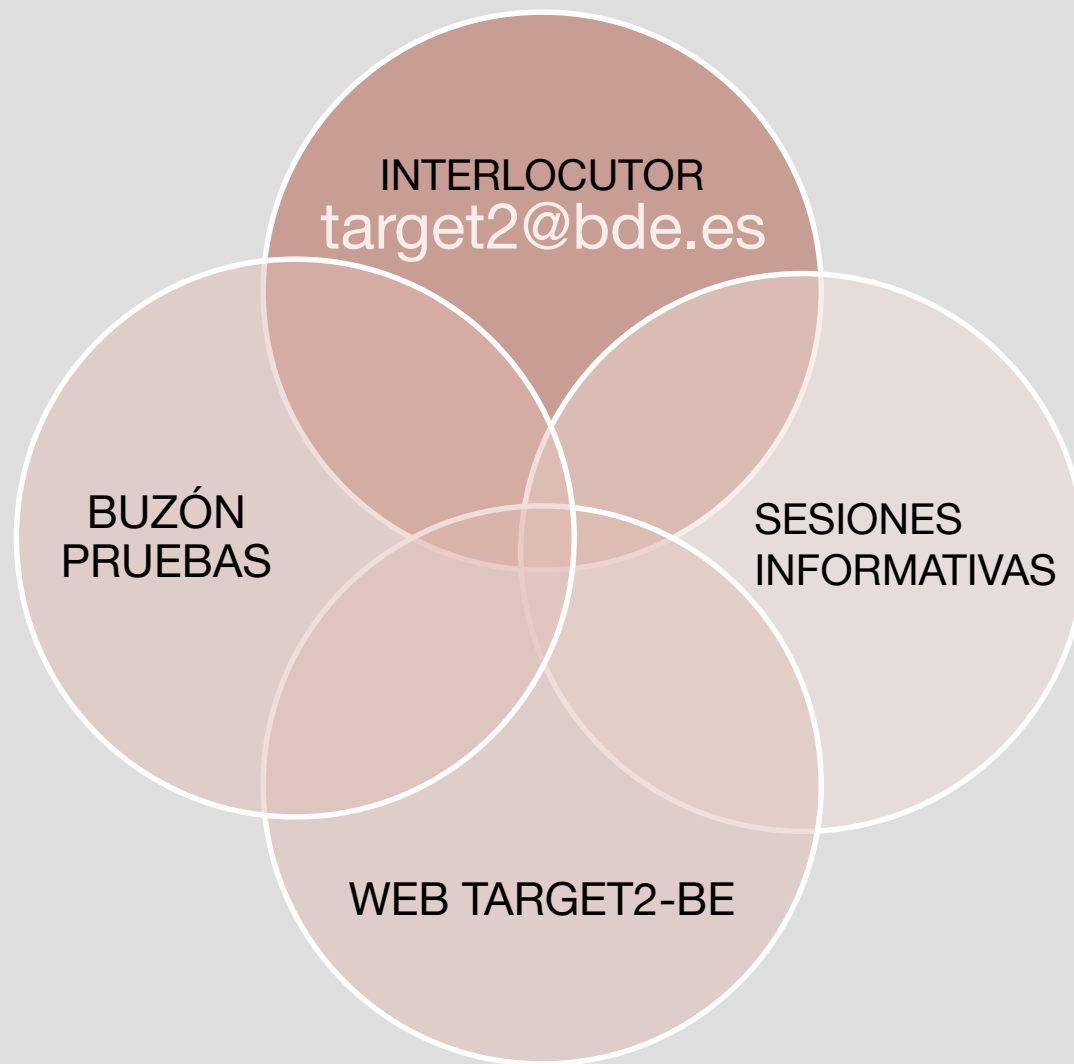 INTERLOCUTOR
target2@bde.es
BUZÓN
PRUEBAS
SESIONES
INFORMATIVAS
WEB TARGET2-BE